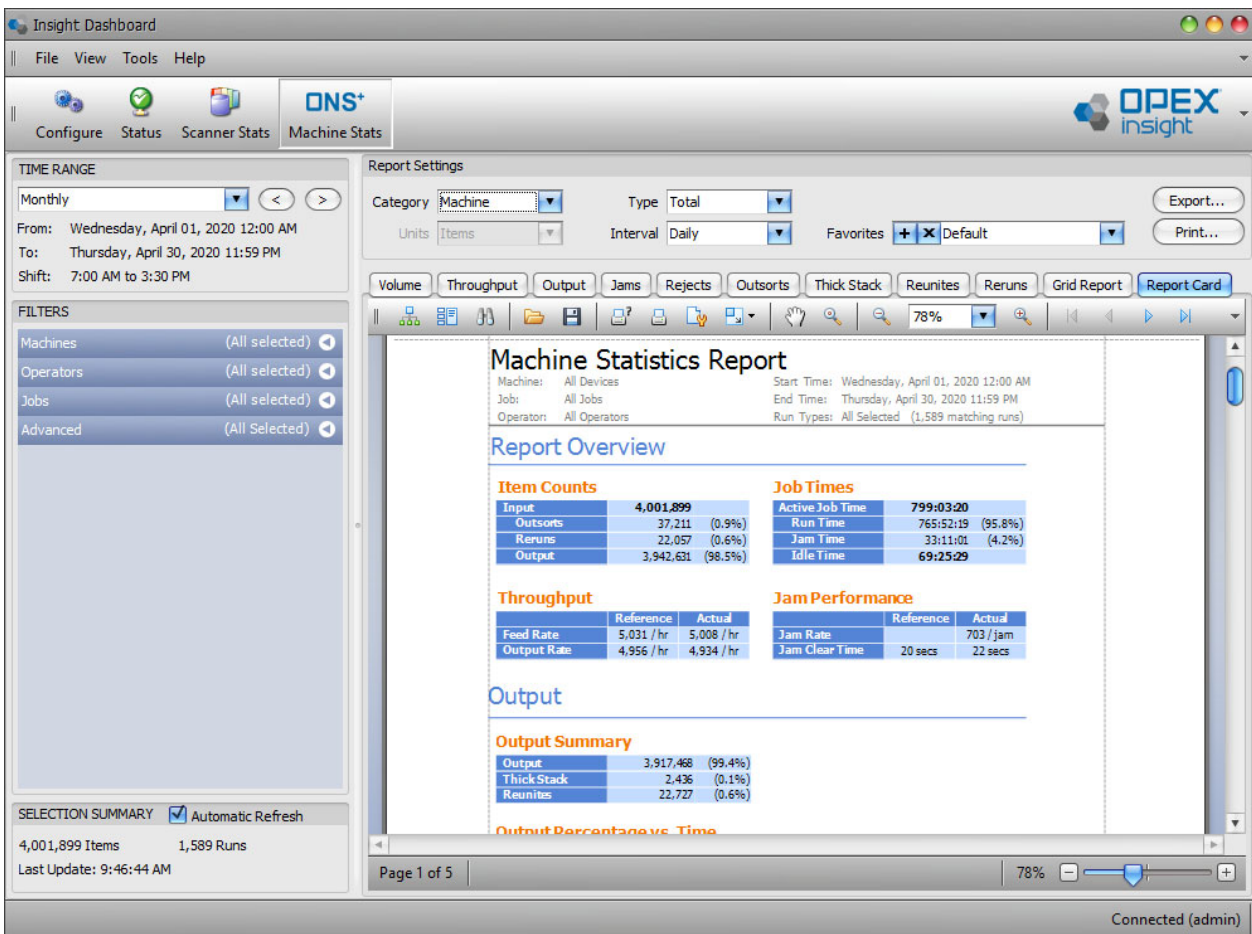 Insight Dashboard
File View Tools Help
Configure Status Scanner Stats ONS+ Machine Stats
OPEX insight
TIME RANGE
Monthly < >
From: Wednesday, April 01, 2020 12:00 AM
To: Thursday, April 30, 2020 11:59 PM
Shift: 7:00 AM to 3:30 PM
FILTERS
Machines (All selected)
Operators (All selected)
Jobs (All selected)
Advanced (All Selected)
SELECTION SUMMARY Automatic Refresh
4,001,899 Items 1,589 Runs
Last Update: 9:46:44 AM
Report Settings
Category Machine Type Total Export...
Units Items Interval Daily Favorites + x Default Print...
Volume Throughput Output Jams Rejects Outsorts Thick Stack Reunites Reruns Grid Report Report Card
78%
Machine Statistics Report
Machine: All Devices Start Time: Wednesday, April 01, 2020 12:00 AM
Job: All Jobs End Time: Thursday, April 30, 2020 11:59 PM
Operator: All Operators Run Types: All Selected (1,589 matching runs)
Report Overview
Item Counts Job Times
Input 4,001,899 Active Job Time 799:03:20
Outsorts 37,211 (0.9%) Run Time 765:52:19 (95.8%)
Reruns 22,057 (0.6%) Jam Time 33:11:01 (4.2%)
Output 3,942,631 (98.5%) Idle Time 69:25:29
Throughput Jam Performance
Reference Actual Reference Actual
Feed Rate 5,031 / hr 5,008 / hr Jam Rate 703 / jam
Output Rate 4,956 / hr 4,934 / hr Jam Clear Time 20 secs 22 secs
Output
Output Summary
Output 3,917,468 (99.4%)
Thick Stack 2,436 (0.1%)
Reunites 22,727 (0.6%)
Output Percentage vs. Time
Page 1 of 5 78% - +
Connected (admin)